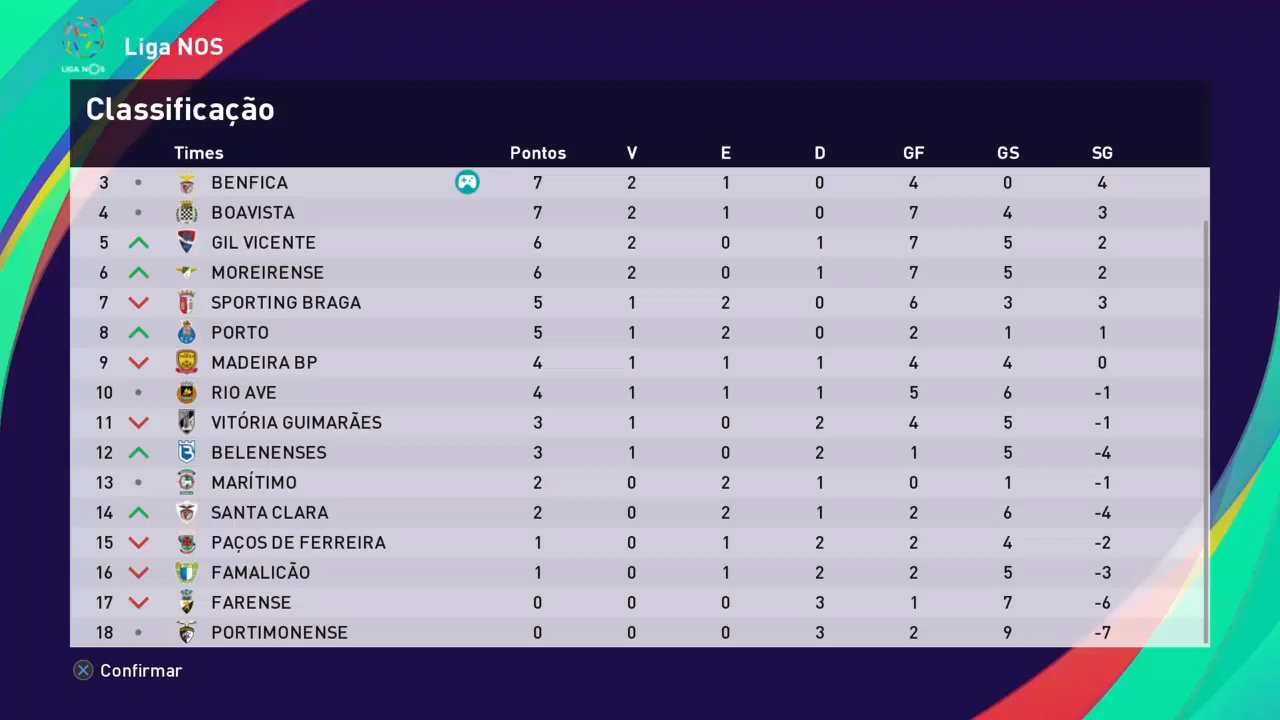 LIGA NOS
Liga NOS
Classificação
Times Pontos V E D GF GS SG
3 BENFICA 7 2 1 0 4 0 4
4 BOAVISTA 7 2 1 0 7 4 3
5 GIL VICENTE 6 2 0 1 7 5 2
6 MOREIRENSE 6 2 0 1 7 5 2
7 SPORTING BRAGA 5 1 2 0 6 3 3
8 PORTO 5 1 2 0 2 1 1
9 MADEIRA BP 4 1 1 1 4 4 0
10 RIO AVE 4 1 1 1 5 6 -1
11 VITÓRIA GUIMARÃES 3 1 0 2 4 5 -1
12 BELENENSES 3 1 0 2 1 5 -4
13 MARÍTIMO 2 0 2 1 0 1 -1
14 SANTA CLARA 2 0 2 1 2 6 -4
15 PAÇOS DE FERREIRA 1 0 1 2 2 4 -2
16 FAMALICÃO 1 0 1 2 2 5 -3
17 FARENSE 0 0 0 3 1 7 -6
18 PORTIMONENSE 0 0 0 3 2 9 -7
Confirmar